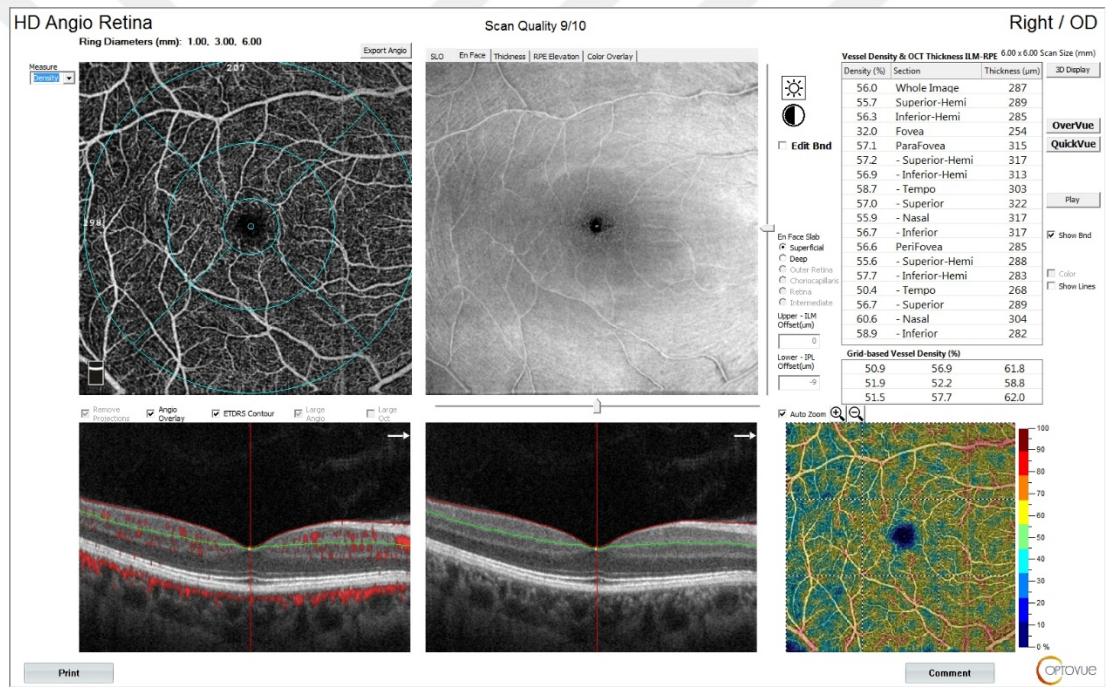 HD Angio Retina
Scan Quality 9/10
Right / OD
Ring Diameters (mm): 1.00, 3.00, 6.00
Export Angio
Measure
Density
207
298
SLO En Face Thickness RPE Elevation Color Overlay
Edit Bnd
En Face Slab
Superficial
Deep
Outer Retina
Choriocapillaris
Retina
Intermediate
Upper - ILM
Offset(um)
0
Lower - IPL
Offset(um)
-9
Vessel Density & OCT Thickness ILM-RPE 6.00 x 6.00 Scan Size (mm)
Density (%) Section Thickness (µm)
56.0 Whole Image 287
55.7 Superior-Hemi 289
56.3 Inferior-Hemi 285
32.0 Fovea 254
57.1 ParaFovea 315
57.2 - Superior-Hemi 317
56.9 - Inferior-Hemi 313
58.7 - Tempo 303
57.0 - Superior 322
55.9 - Nasal 317
56.7 - Inferior 317
56.6 PeriFovea 285
55.6 - Superior-Hemi 288
57.7 - Inferior-Hemi 283
50.4 - Tempo 268
56.7 - Superior 289
60.6 - Nasal 304
58.9 - Inferior 282
Grid-based Vessel Density (%)
50.9 56.9 61.8
51.9 52.2 58.8
51.5 57.7 62.0
3D Display
OverVue
QuickVue
Play
Show Bnd
Color
Show Lines
Remove Projections
Angio Overlay
ETDRS Contour
Large Angio
Large Oct
Auto Zoom
100
90
80
70
60
50
40
30
20
10
0 %
Print
Comment
OPTOVUE